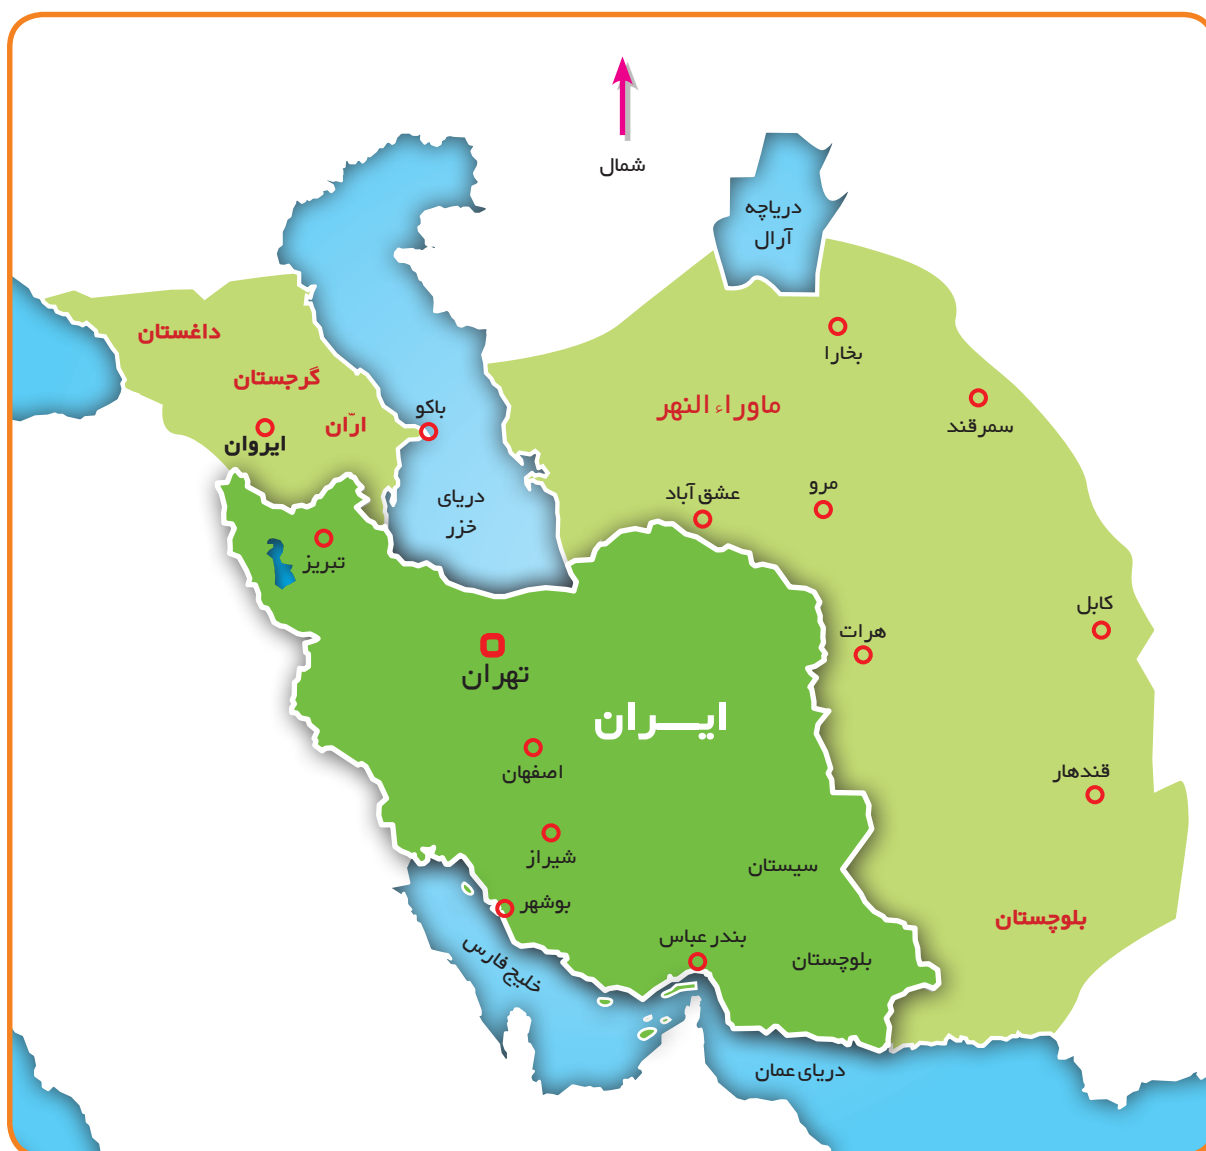 شمال
دریاچه
آرال
داغستان
گرجستان
ارّان
ایروان
باکو
دریای
خزر
بخارا
ماوراء النهر
سمرقند
مرو
عشق آباد
تبریز
کابل
هرات
تهران
ایـــران
اصفهان
قندهار
شیراز
سیستان
بوشهر
بلوچستان
بندر عباس
بلوچستان
خلیج فارس
دریای عمان